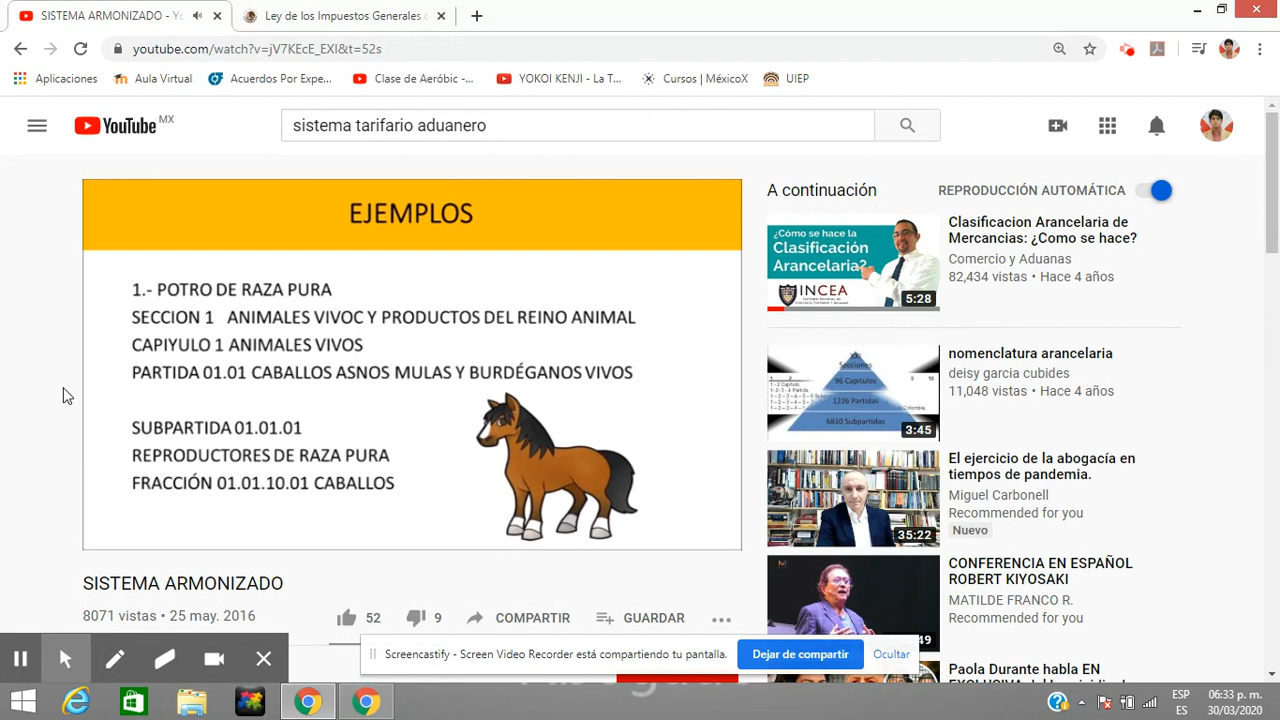 SISTEMA ARMONIZADO - Yo
Ley de los Impuestos Generales d
youtube.com/watch?v=jV7KEcE_EXI&t=52s
Aplicaciones
Aula Virtual
Acuerdos Por Expe...
Clase de Aeróbc -...
YOKOI KENJI - La T...
Cursos | MéxicoX
UIEP
YouTube MX
sistema tarifario aduanero
EJEMPLOS
1.- POTRO DE RAZA PURA
SECCION 1 ANIMALES VIVOC Y PRODUCTOS DEL REINO ANIMAL
CAPIYULO 1 ANIMALES VIVOS
PARTIDA 01.01 CABALLOS ASNOS MULAS Y BURDÉGANOS VIVOS
SUBPARTIDA 01.01.01
REPRODUCTORES DE RAZA PURA
FRACCIÓN 01.01.10.01 CABALLOS
SISTEMA ARMONIZADO
8071 vistas • 25 may. 2016
52
9
COMPARTIR
GUARDAR
A continuación
REPRODUCCIÓN AUTOMÁTICA
¿Cómo se hace la
Clasificación
Arancelaria?
INCEA
5:28
Clasificacion Arancelaria de
Mercancias: ¿Como se hace?
Comercio y Aduanas
82,434 vistas • Hace 4 años
XXI
Secciones
96 Capitulos
1226 Partidas
6810 Subpartidos
3:45
nomenclatura arancelaria
deisy garcia cubides
11,048 vistas • Hace 4 años
35:22
El ejercicio de la abogacía en
tiempos de pandemia.
Miguel Carbonell
Recommended for you
Nuevo
CONFERENCIA EN ESPAÑOL
ROBERT KIYOSAKI
MATILDE FRANCO R.
Recommended for you
Paola Durante habla EN
Screencastify - Screen Video Recorder está compartiendo tu pantalla.
Dejar de compartir
Ocultar
ESP
ES
06:33 p. m.
30/03/2020